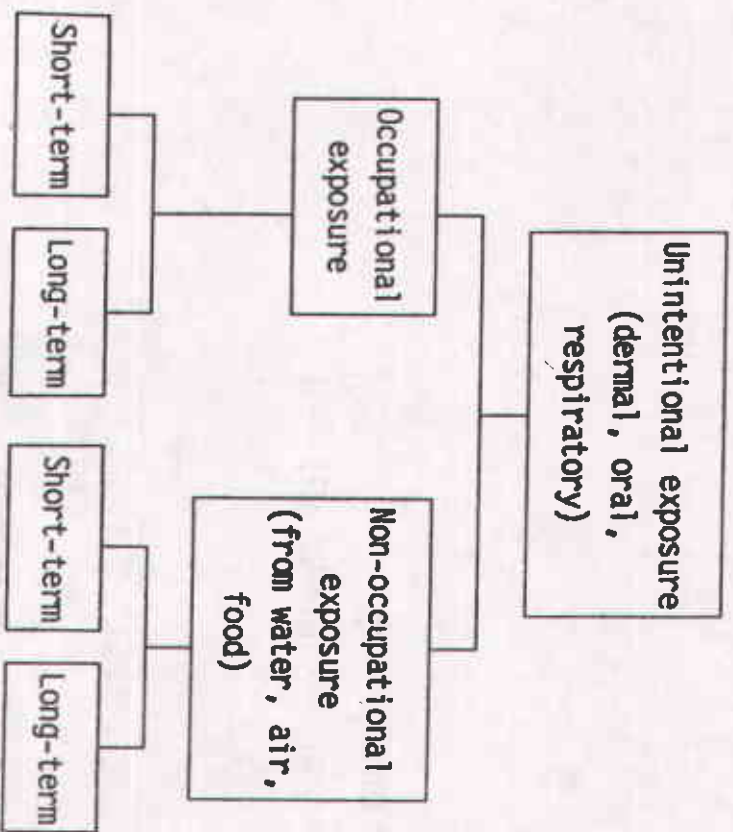 Unintentional exposure
(dermal, oral,
respiratory)
Occupational
exposure
Non-occupational
exposure
(from water, air,
food)
Short-term
Long-term
Short-term
Long-term